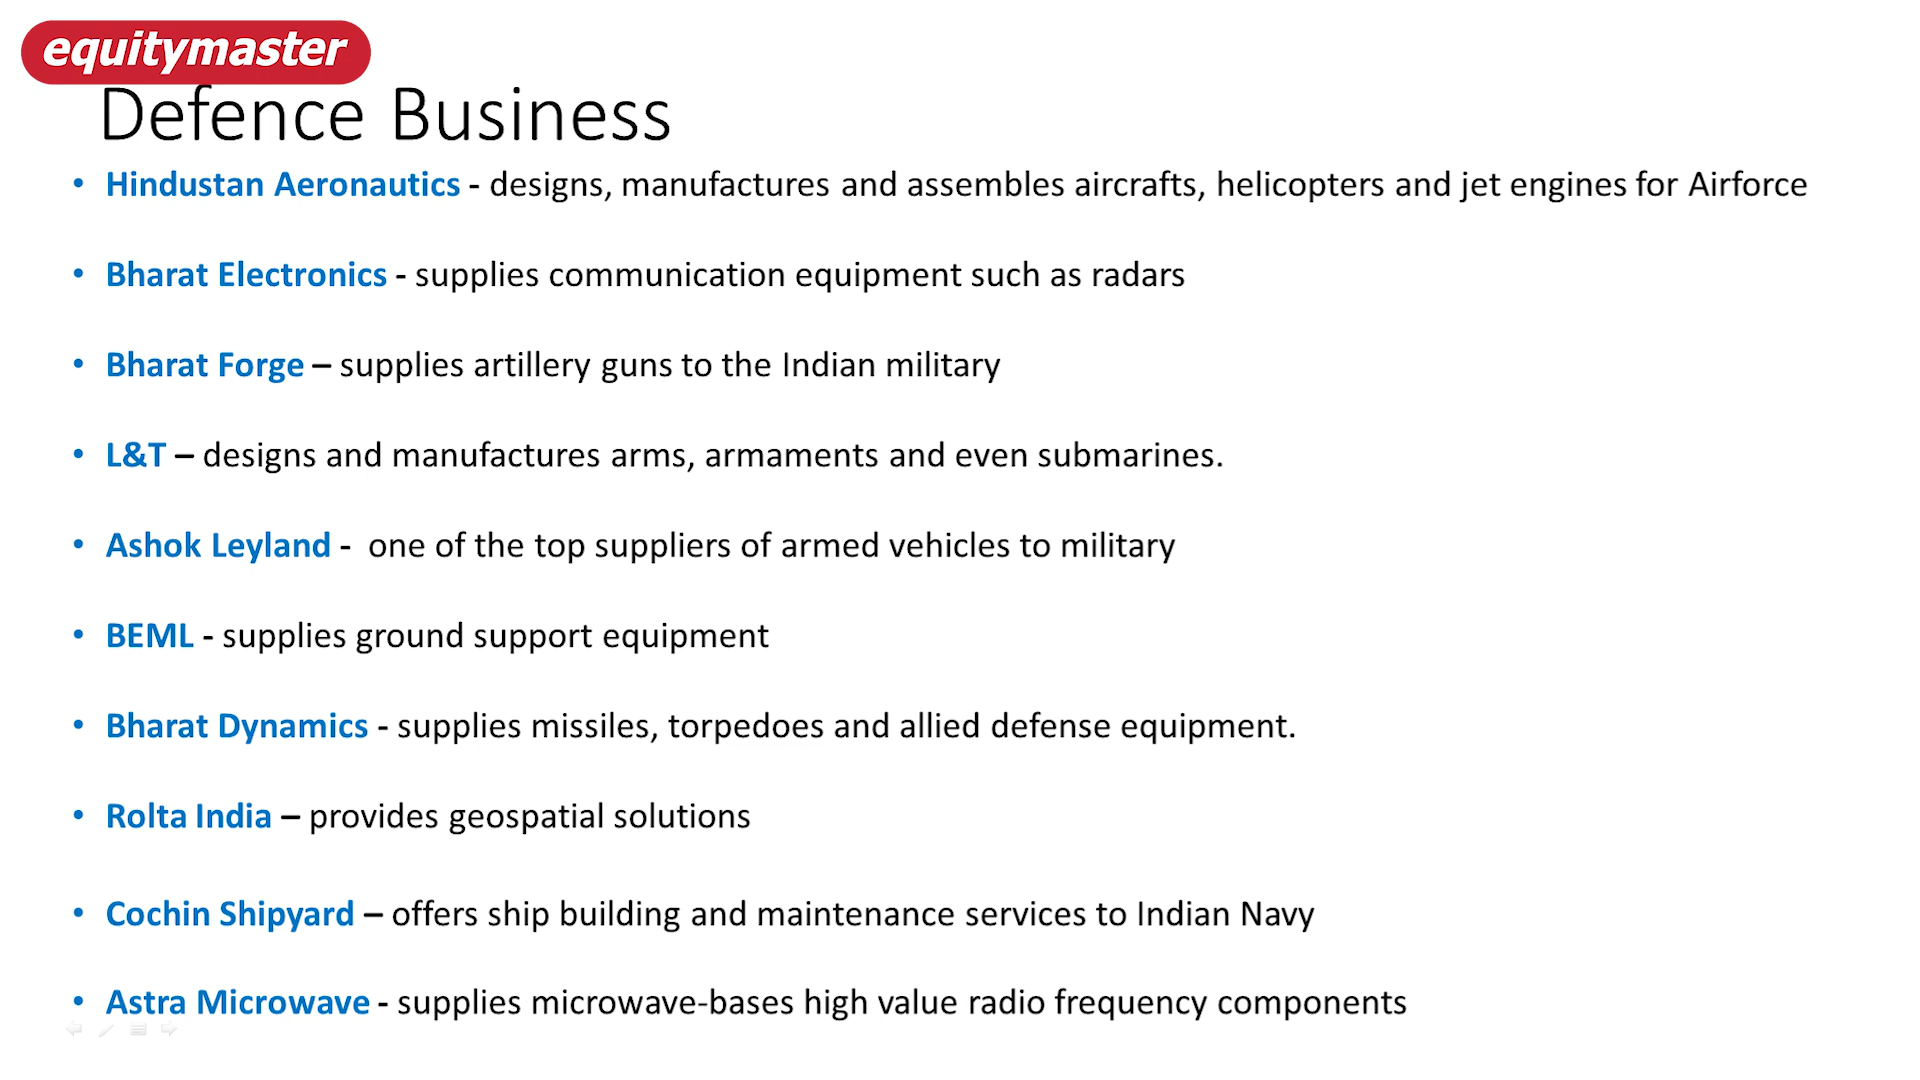 equitymaster
Defence Business
• Hindustan Aeronautics - designs, manufactures and assembles aircrafts, helicopters and jet engines for Airforce
• Bharat Electronics - supplies communication equipment such as radars
• Bharat Forge – supplies artillery guns to the Indian military
• L&T – designs and manufactures arms, armaments and even submarines.
• Ashok Leyland -  one of the top suppliers of armed vehicles to military
• BEML - supplies ground support equipment
• Bharat Dynamics - supplies missiles, torpedoes and allied defense equipment.
• Rolta India – provides geospatial solutions
• Cochin Shipyard – offers ship building and maintenance services to Indian Navy
• Astra Microwave - supplies microwave-bases high value radio frequency components